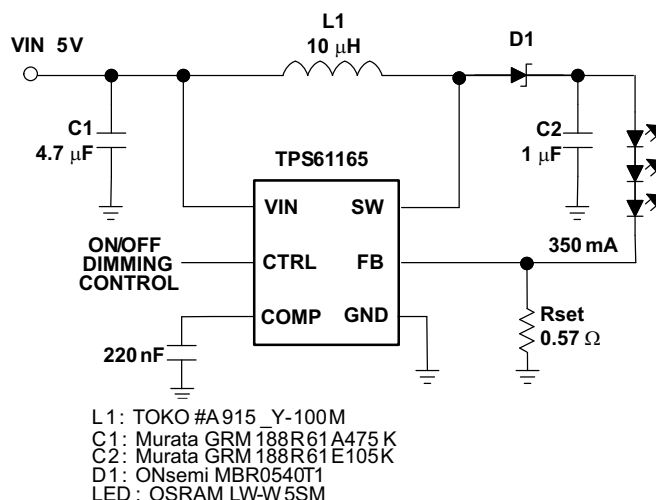 L1
VIN 5V
10 μH
D1
C1
4.7 μF
C2
1 μF
TPS61165
VIN SW
ON/OFF
DIMMING
CONTROL
CTRL FB
350 mA
COMP GND
Rset
0.57 Ω
220 nF
L1: TOKO #A915_Y-100M
C1: Murata GRM188R61A475K
C2: Murata GRM188R61E105K
D1: ONsemi MBR0540T1
LED: OSRAM LW-W5SM